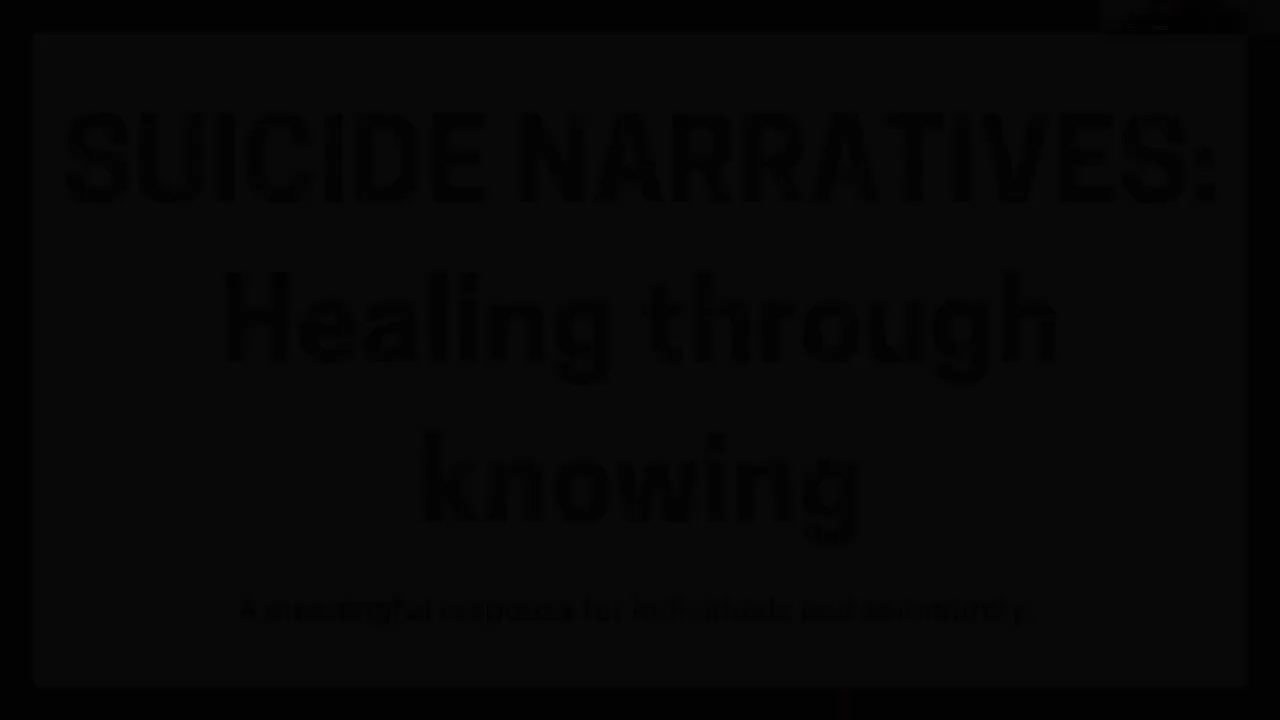 SUICIDE NARRATIVES:
Healing through
knowing
A meaningful response for individuals and community